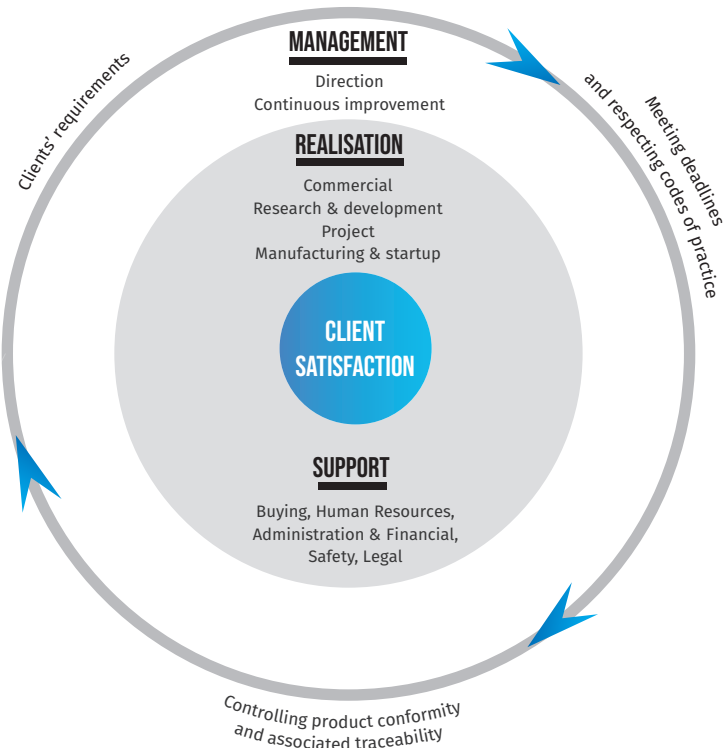 MANAGEMENT
Direction
Continuous improvement
Clients' requirements
Meeting deadlines
and respecting codes of practice
REALISATION
Commercial
Research & development
Project
Manufacturing & startup
CLIENT
SATISFACTION
SUPPORT
Buying, Human Resources,
Administration & Financial,
Safety, Legal
Controlling product conformity
and associated traceability